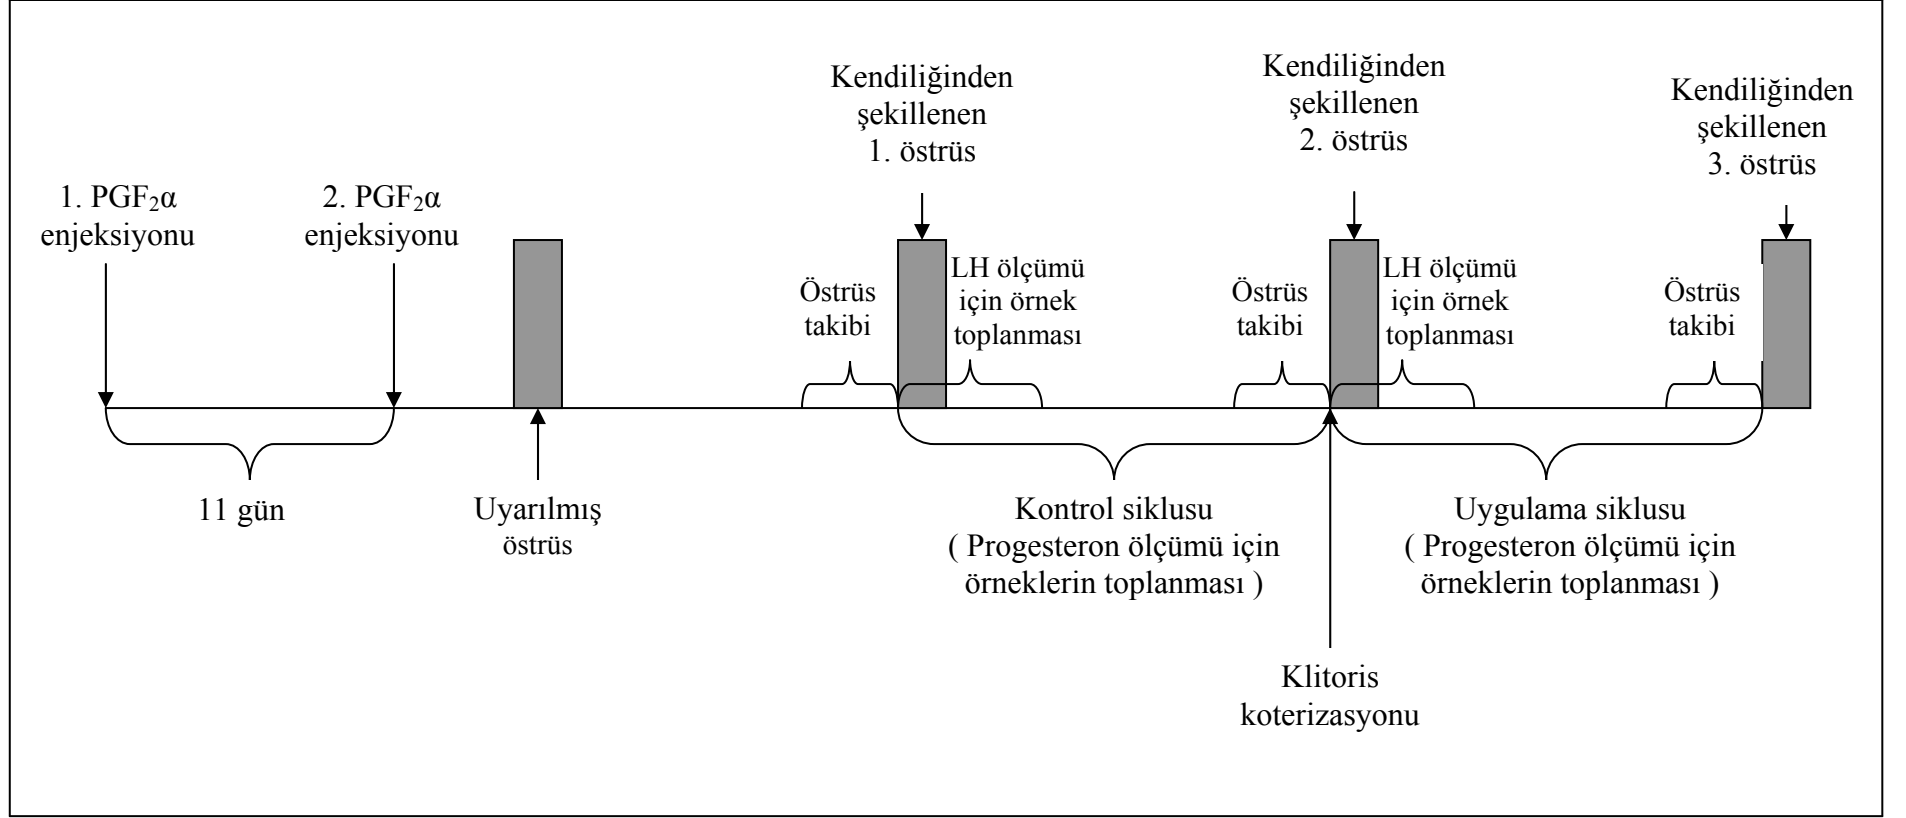 Kendiliğinden
şekillenen
1. östrüs
Kendiliğinden
şekillenen
2. östrüs
Kendiliğinden
şekillenen
3. östrüs
1. PGF₂α
enjeksiyonu
2. PGF₂α
enjeksiyonu
Östrüs
takibi
LH ölçümü
için örnek
toplanması
Östrüs
takibi
LH ölçümü
için örnek
toplanması
Östrüs
takibi
11 gün
Uyarılmış
östrüs
Kontrol siklusu
( Progesteron ölçümü için
örneklerin toplanması )
Uygulama siklusu
( Progesteron ölçümü için
örneklerin toplanması )
Klitoris
koterizasyonu